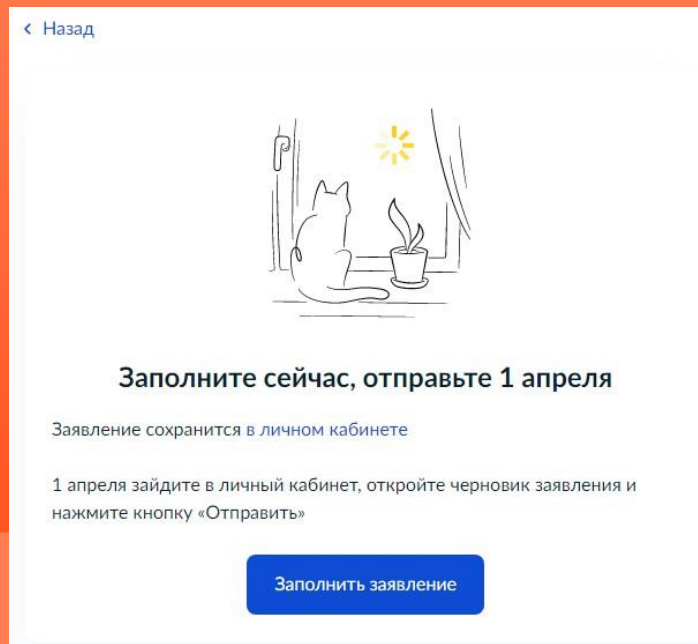 Назад
Заполните сейчас, отправьте 1 апреля
Заявление сохранится в личном кабинете
1 апреля зайдите в личный кабинет, откройте черновик заявления и
нажмите кнопку «Отправить»
Заполнить заявление